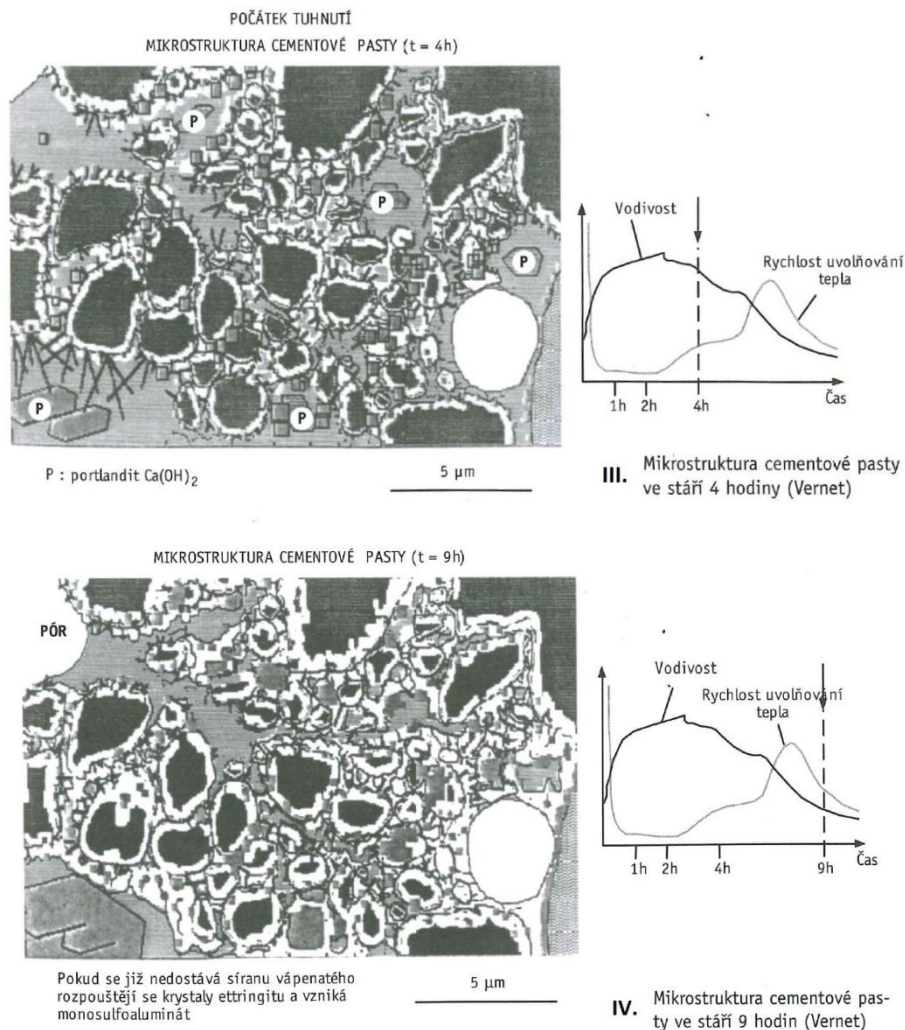 POČÁTEK TUHNUTÍ
MIKROSTRUKTURA CEMENTOVÉ PASTY (t = 4h)
P
P
P
P
P
P : portlandit Ca(OH)₂
5 µm
Vodivost
Rychlost uvolňování
tepla
1h 2h 4h
Čas
III. Mikrostruktura cementové pasty
ve stáří 4 hodiny (Vernet)
MIKROSTRUKTURA CEMENTOVÉ PASTY (t = 9h)
PÓR
Pokud se již nedostává síranu vápenatého
rozpouštějí se krystaly ettringitu a vzniká
monosulfoaluminát
5 µm
Vodivost
Rychlost uvolňování
tepla
1h 2h 4h 9h
Čas
IV. Mikrostruktura cementové pas-
ty ve stáří 9 hodin (Vernet)